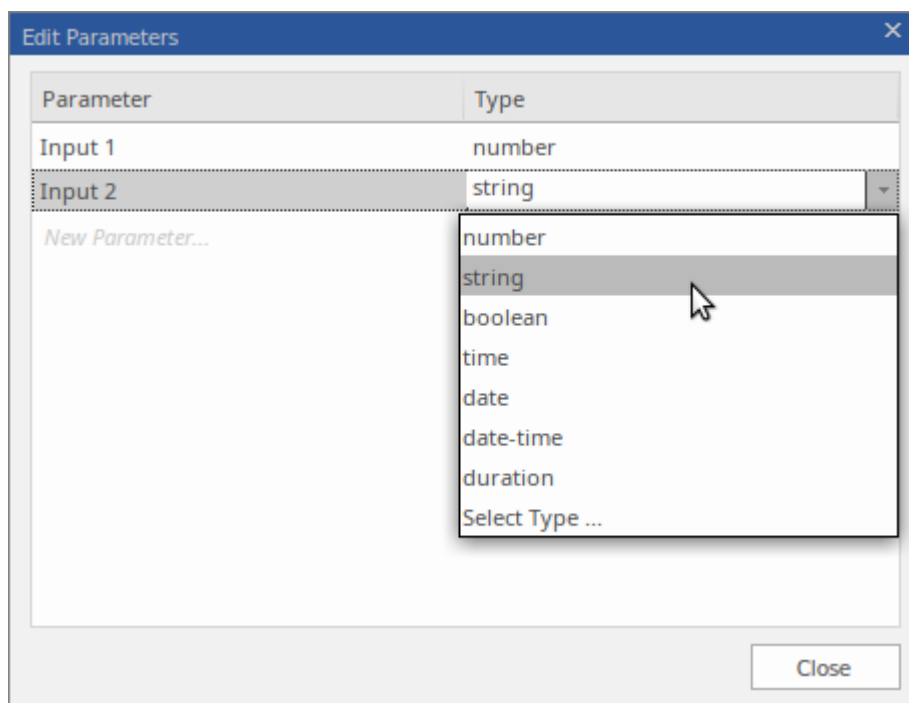 Edit Parameters
Parameter Type
Input 1 number
Input 2 string
New Parameter...
number
string
boolean
time
date
date-time
duration
Select Type ...
Close